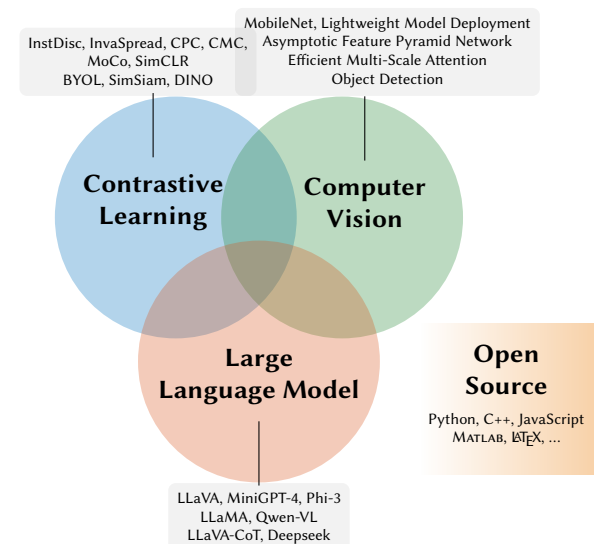 InstDisc, InvaSpread, CPC, CMC,
MoCo, SimCLR
BYOL, SimSiam, DINO
MobileNet, Lightweight Model Deployment
Asymptotic Feature Pyramid Network
Efficient Multi-Scale Attention
Object Detection
Contrastive
Learning
Computer
Vision
Large
Language Model
Open
Source
Python, C++, JavaScript
MATLAB, LATEX, ...
LLaVA, MiniGPT-4, Phi-3
LLaMA, Qwen-VL
LLaVA-CoT, Deepseek